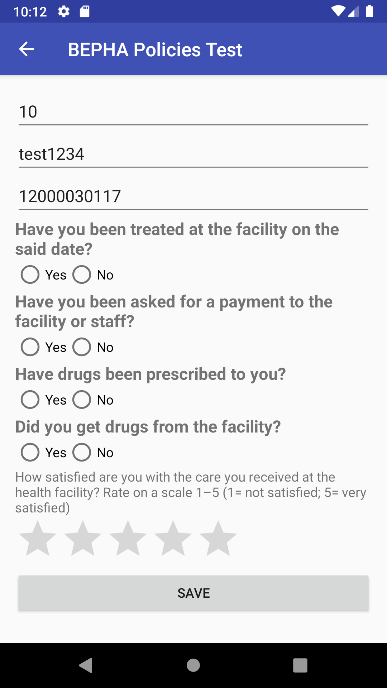 10:12
BEPHA Policies Test
10
test1234
12000030117
Have you been treated at the facility on the
said date?
Yes No
Have you been asked for a payment to the
facility or staff?
Yes No
Have drugs been prescribed to you?
Yes No
Did you get drugs from the facility?
Yes No
How satisfied are you with the care you received at the
health facility? Rate on a scale 1–5 (1= not satisfied; 5= very
satisfied)
SAVE